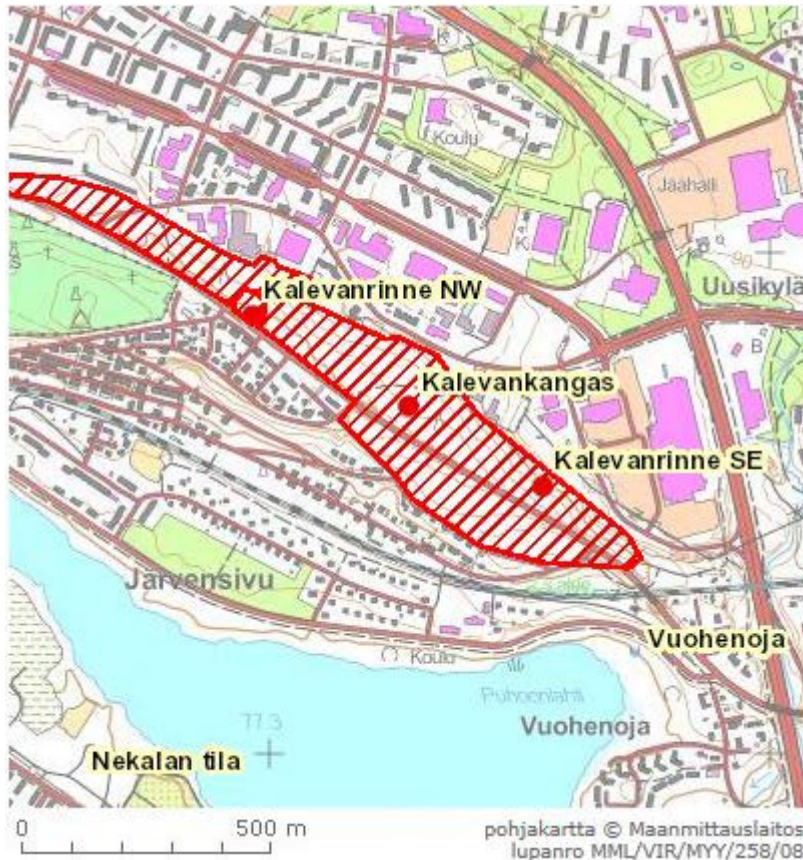 Koulu
Jäähalli
K
K
80
Uusikylä
B
Kalevanrinne NW
Kalevankangas
Kalevanrinne SE
Järvensivu
Vuohenoja
Koulu
77.3
Vuohenoja
Nekalan tila
0 500 m
pohjakartta © Maanmittauslaitos
lupanro MML/VIR/MYY/258/08